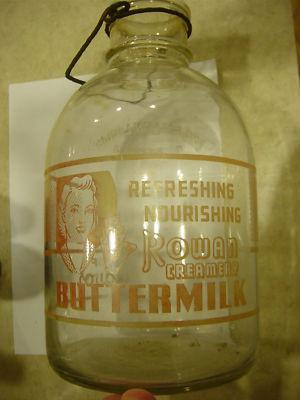 REFRESHING
NOURISHING
Rowan
CREAMERY
BUTTERMILK